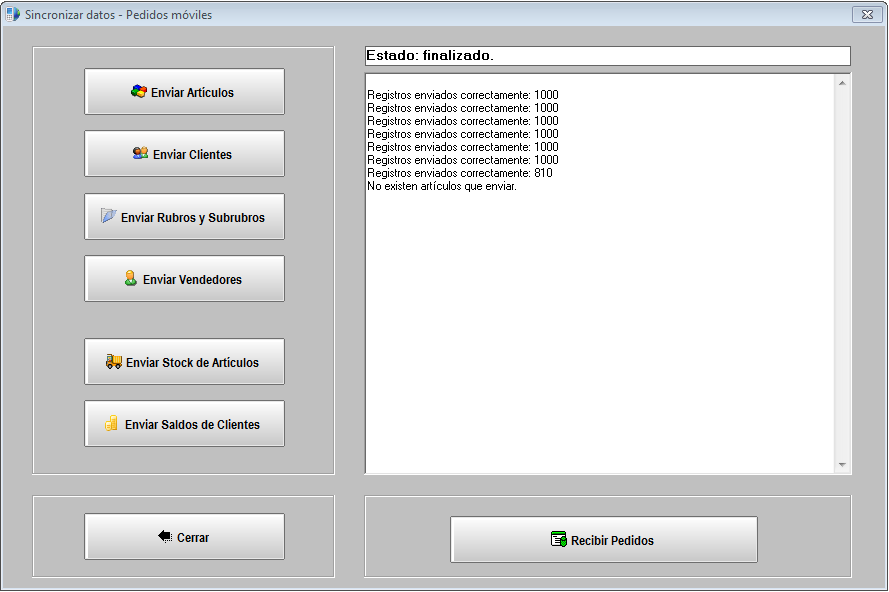 Sincronizar datos - Pedidos móviles
Enviar Articulos
Enviar Clientes
Enviar Rubros y Subrubros
Enviar Vendedores
Enviar Stock de Articulos
Enviar Saldos de Clientes
Cerrar
Estado: finalizado.
Registros enviados correctamente: 1000
Registros enviados correctamente: 1000
Registros enviados correctamente: 1000
Registros enviados correctamente: 1000
Registros enviados correctamente: 1000
Registros enviados correctamente: 1000
Registros enviados correctamente: 810
No existen artículos que enviar.
Recibir Pedidos